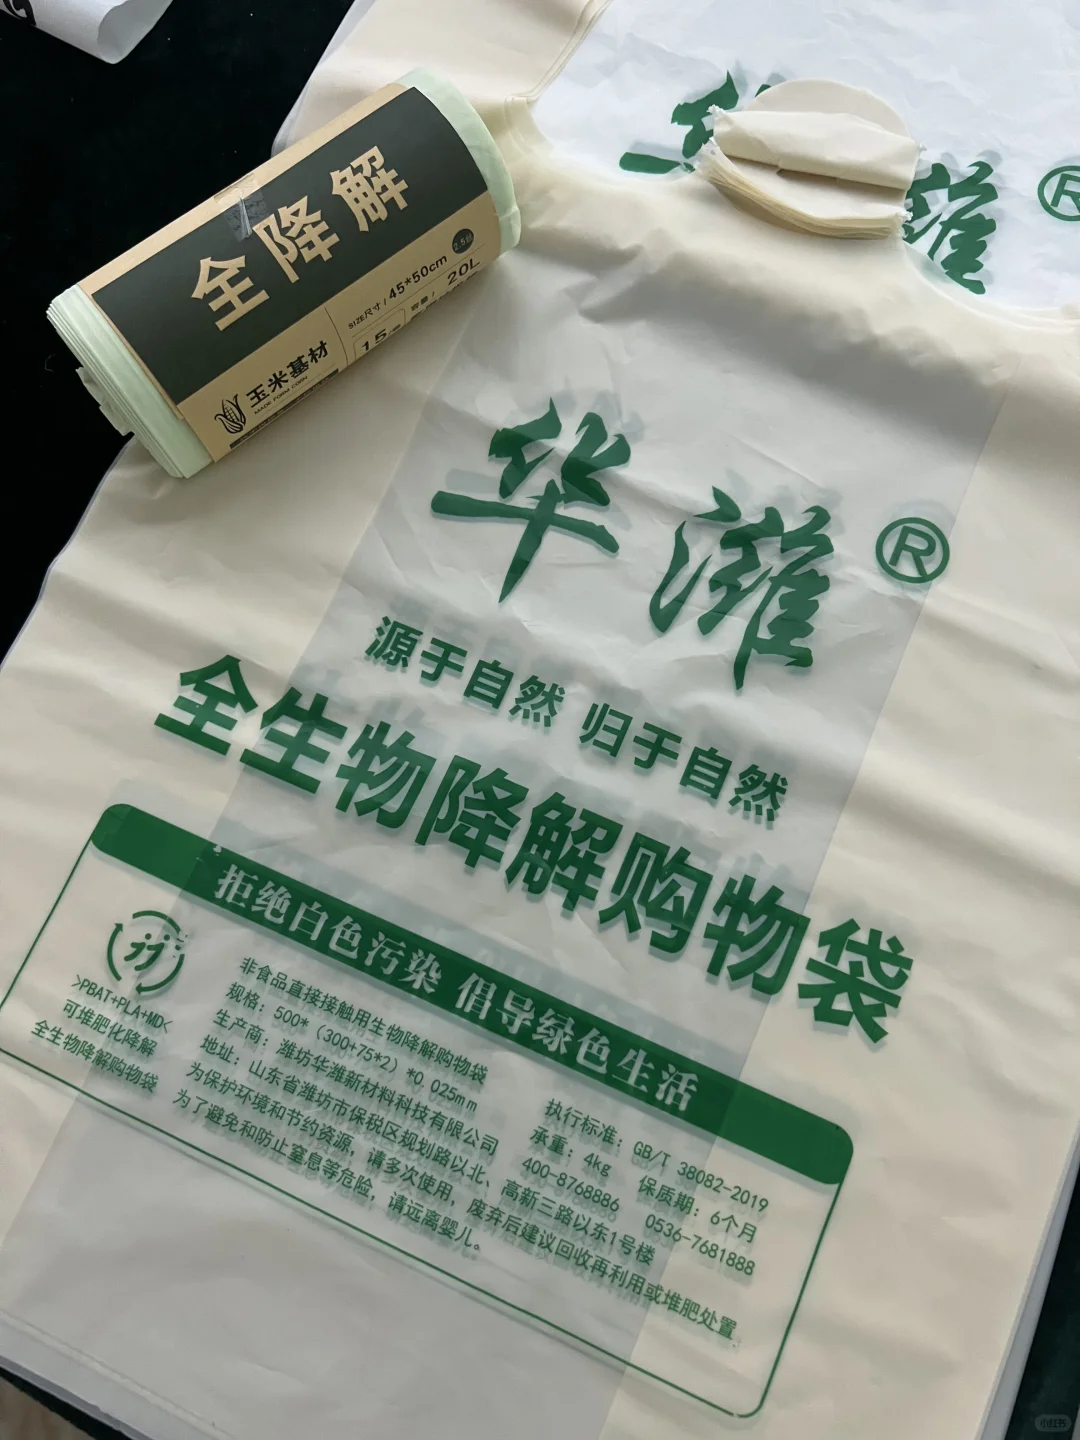 全降解
SIZE尺寸 / 45*50cm
容量 / 20L
15
玉米基材
MADE FORM CORN
华潍®
华潍®
源于自然 归于自然
全生物降解购物袋
拒绝白色污染 倡导绿色生活
>PBAT+PLA+MD<
可堆肥化降解
全生物降解购物袋
非食品直接接触用生物降解购物袋
规格：500*（300+75*2）*0.025mm 执行标准：GB/T 38082-2019
生产商：潍坊华潍新材料科技有限公司 承重：4kg 保质期：6个月
400-8768886 0536-7681888
地址：山东省潍坊市保税区规划路以北、高新三路以东1号楼
为保护环境和节约资源，请多次使用，废弃后建议回收再利用或堆肥处置。
为了避免和防止窒息等危险，请远离婴儿。
小红书